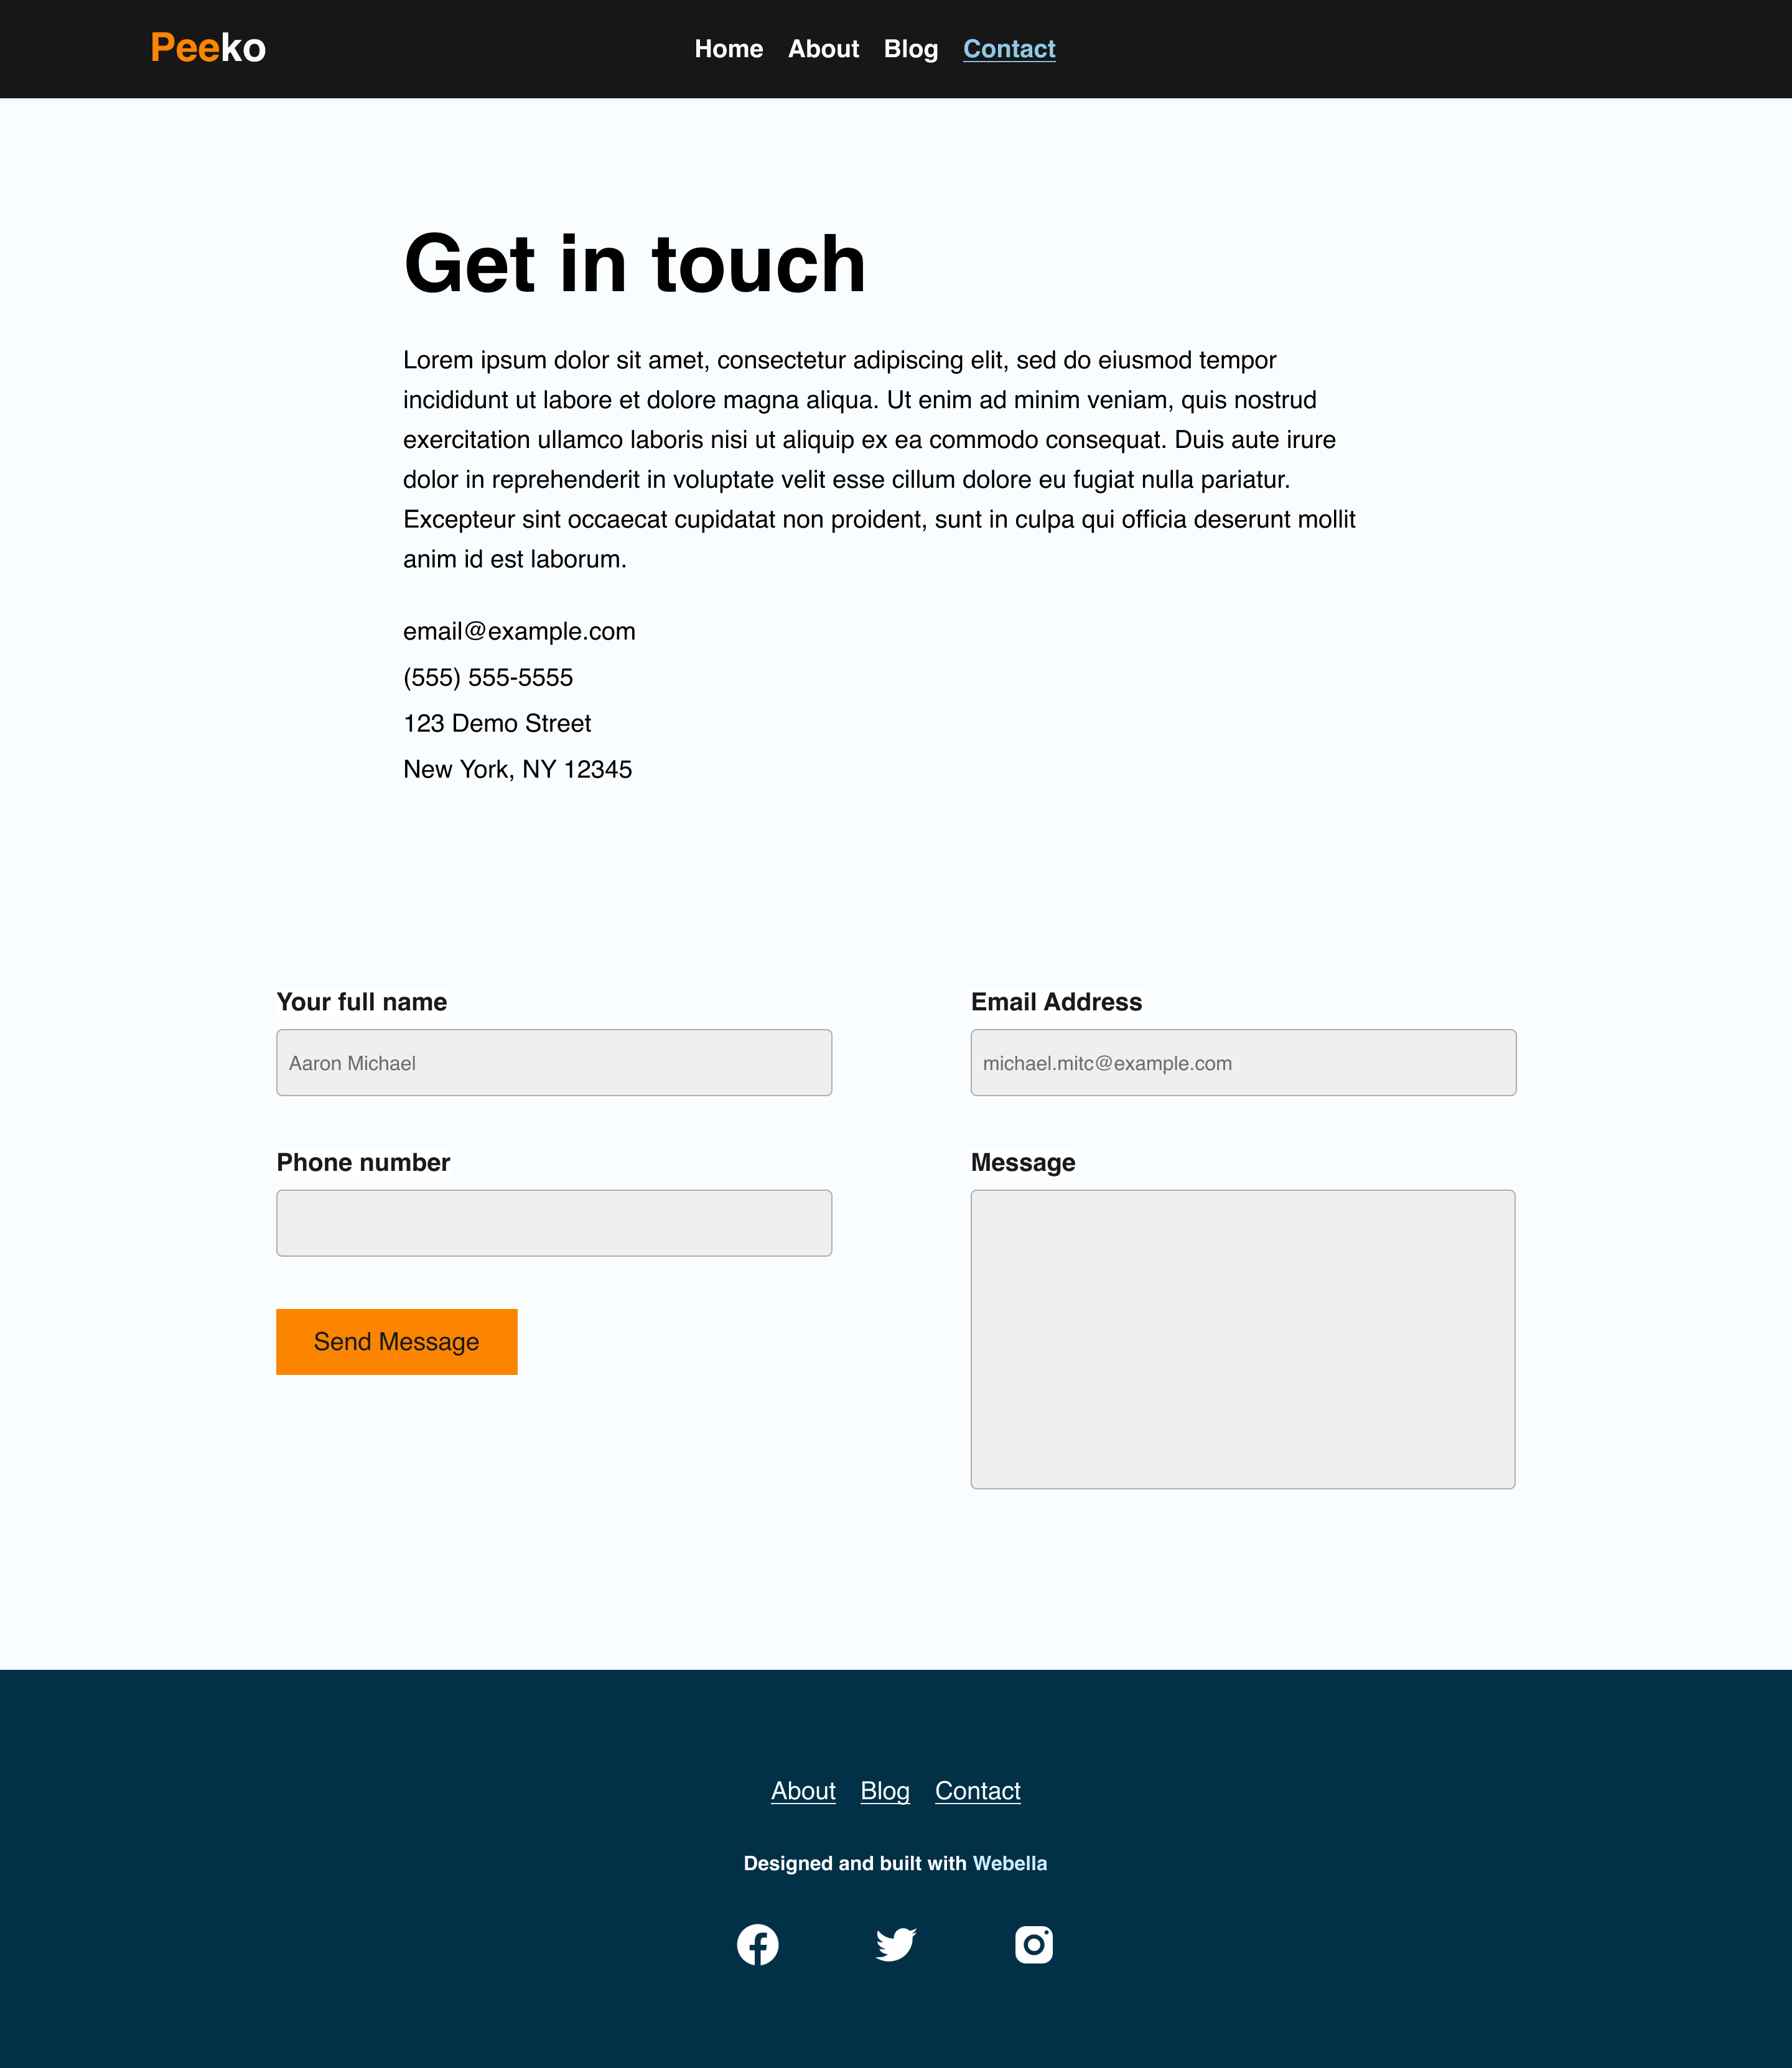 Peeko
Home About Blog Contact
Get in touch
Lorem ipsum dolor sit amet, consectetur adipiscing elit, sed do eiusmod tempor
incididunt ut labore et dolore magna aliqua. Ut enim ad minim veniam, quis nostrud
exercitation ullamco laboris nisi ut aliquip ex ea commodo consequat. Duis aute irure
dolor in reprehenderit in voluptate velit esse cillum dolore eu fugiat nulla pariatur.
Excepteur sint occaecat cupidatat non proident, sunt in culpa qui officia deserunt mollit
anim id est laborum.
email@example.com
(555) 555-5555
123 Demo Street
New York, NY 12345
Your full name
Aaron Michael
Email Address
michael.mitc@example.com
Phone number
Message
Send Message
About Blog Contact
Designed and built with Webella